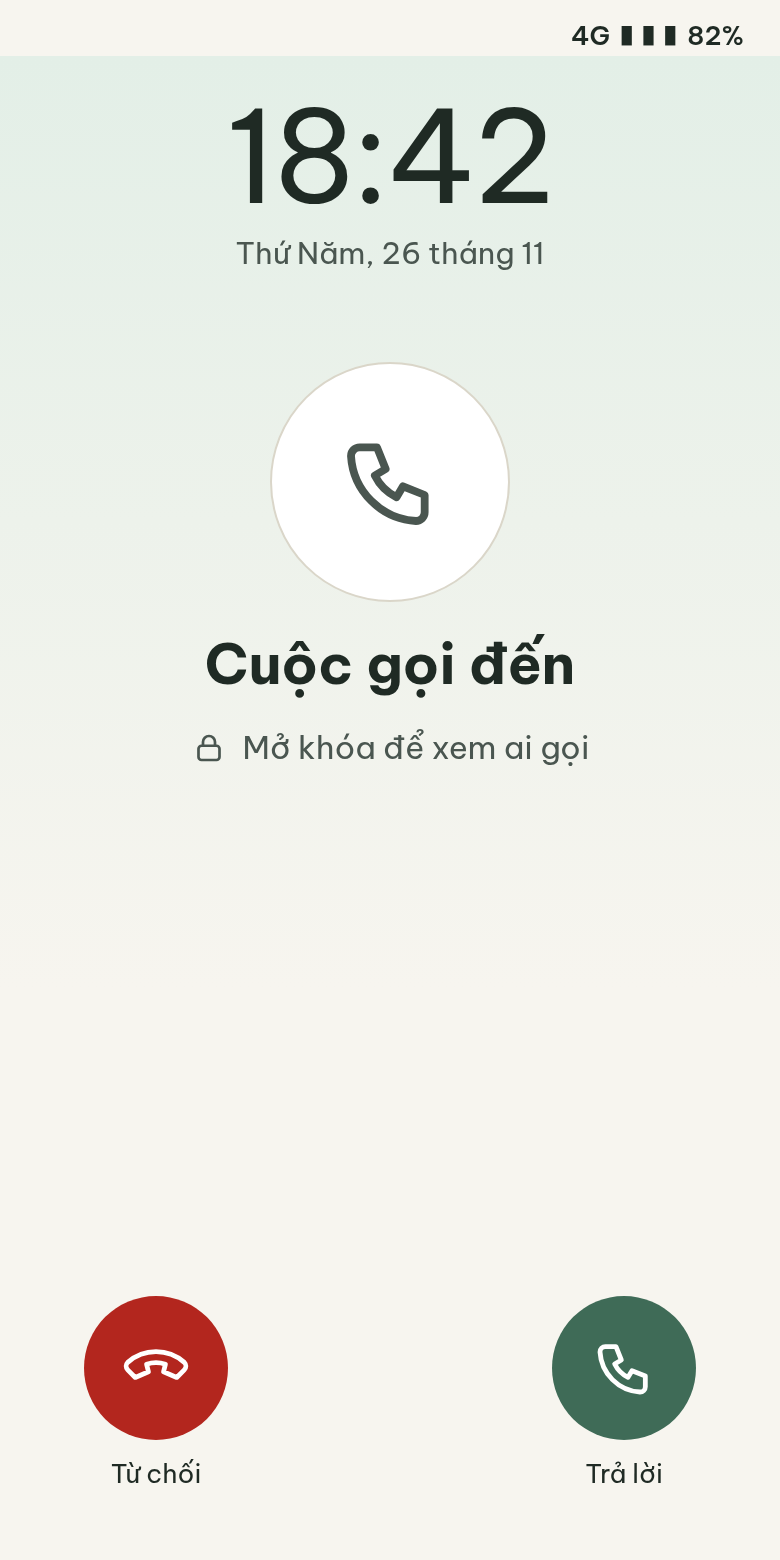 4G 82%
18:42
Thứ Năm, 26 tháng 11
Cuộc gọi đến
Mở khóa để xem ai gọi
Từ chối
Trả lời